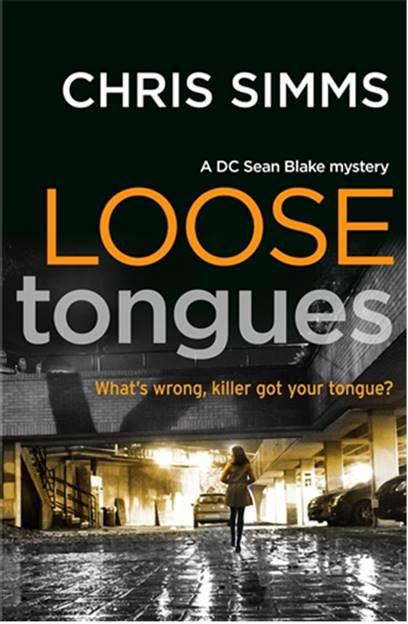 CHRIS SIMMS
A DC Sean Blake mystery
LOOSE
tongues
What's wrong, killer got your tongue?